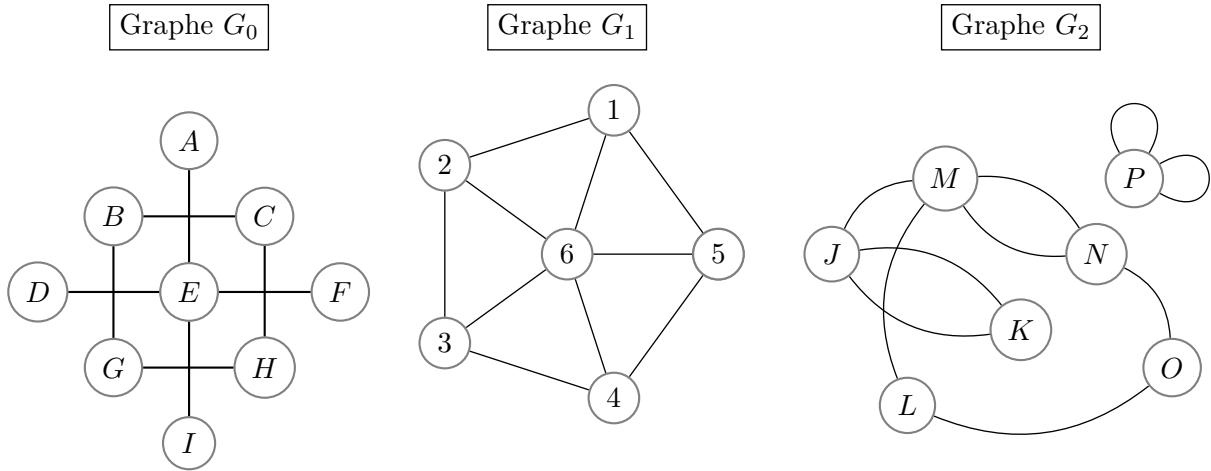 Graphe G₀
A
B C
D E F
G H
I
Graphe G₁
1
2
6 5
3
4
Graphe G₂
M P
J N
K
L O